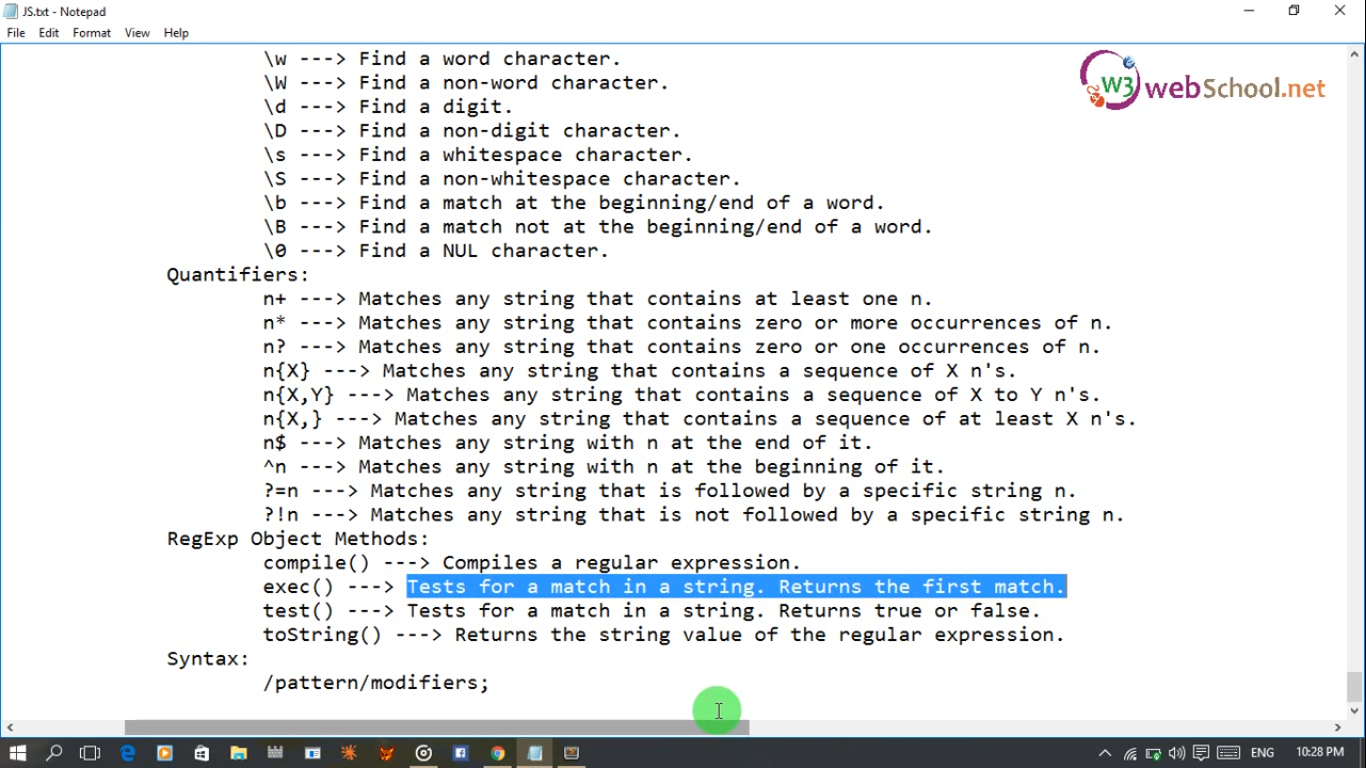 JS.txt - Notepad
File Edit Format View Help
\w ---> Find a word character.
\W ---> Find a non-word character.
\d ---> Find a digit.
\D ---> Find a non-digit character.
\s ---> Find a whitespace character.
\S ---> Find a non-whitespace character.
\b ---> Find a match at the beginning/end of a word.
\B ---> Find a match not at the beginning/end of a word.
\0 ---> Find a NUL character.
Quantifiers:
n+ ---> Matches any string that contains at least one n.
n* ---> Matches any string that contains zero or more occurrences of n.
n? ---> Matches any string that contains zero or one occurrences of n.
n{X} ---> Matches any string that contains a sequence of X n's.
n{X,Y} ---> Matches any string that contains a sequence of X to Y n's.
n{X,} ---> Matches any string that contains a sequence of at least X n's.
n$ ---> Matches any string with n at the end of it.
^n ---> Matches any string with n at the beginning of it.
?=n ---> Matches any string that is followed by a specific string n.
?!n ---> Matches any string that is not followed by a specific string n.
RegExp Object Methods:
compile() ---> Compiles a regular expression.
exec() ---> Tests for a match in a string. Returns the first match.
test() ---> Tests for a match in a string. Returns true or false.
toString() ---> Returns the string value of the regular expression.
Syntax:
/pattern/modifiers;
W3 webSchool.net
ENG 10:28 PM